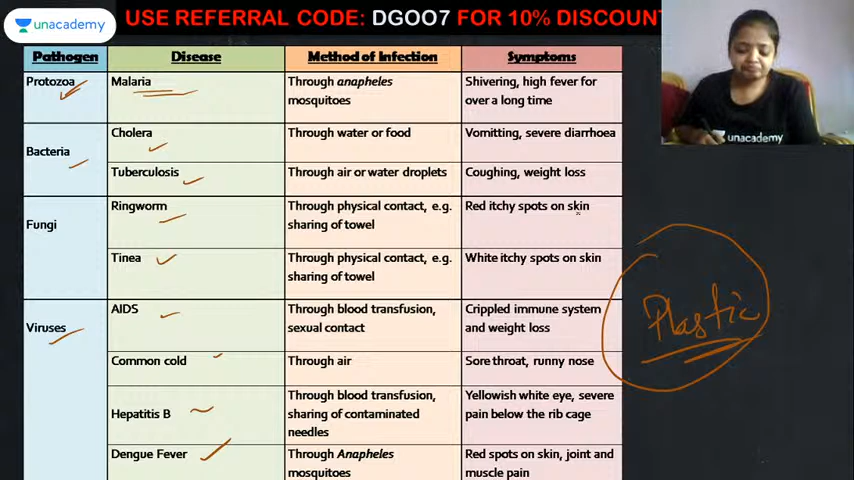 unacademy
USE REFERRAL CODE: DGOO7 FOR 10% DISCOUNT
Pathogen Disease Method of Infection Symptoms
Protozoa Malaria Through anapheles Shivering, high fever for
mosquitoes over a long time
Cholera Through water or food Vomitting, severe diarrhoea
Bacteria
Tuberculosis Through air or water droplets Coughing, weight loss
Ringworm Through physical contact, e.g. Red itchy spots on skin
Fungi sharing of towel
Tinea Through physical contact, e.g. White itchy spots on skin
sharing of towel
AIDS Through blood transfusion, Crippled immune system
Viruses sexual contact and weight loss
Common cold Through air Sore throat, runny nose
Through blood transfusion, Yellowish white eye, severe
Hepatitis B sharing of contaminated pain below the rib cage
needles
Dengue Fever Through Anapheles Red spots on skin, joint and
mosquitoes muscle pain
Plastic
unacademy